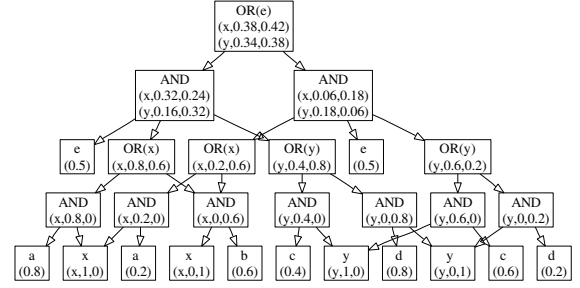 OR(e)
(x,0.38,0.42)
(y,0.34,0.38)
AND
(x,0.32,0.24)
(y,0.16,0.32)
AND
(x,0.06,0.18)
(y,0.18,0.06)
e
(0.5)
OR(x)
(x,0.8,0.6)
OR(x)
(x,0.2,0.6)
OR(y)
(y,0.4,0.8)
e
(0.5)
OR(y)
(y,0.6,0.2)
AND
(x,0.8,0)
AND
(x,0.2,0)
AND
(x,0,0.6)
AND
(y,0.4,0)
AND
(y,0,0.8)
AND
(y,0.6,0)
AND
(y,0,0.2)
a
(0.8)
x
(x,1,0)
a
(0.2)
x
(x,0,1)
b
(0.6)
c
(0.4)
y
(y,1,0)
d
(0.8)
y
(y,0,1)
c
(0.6)
d
(0.2)